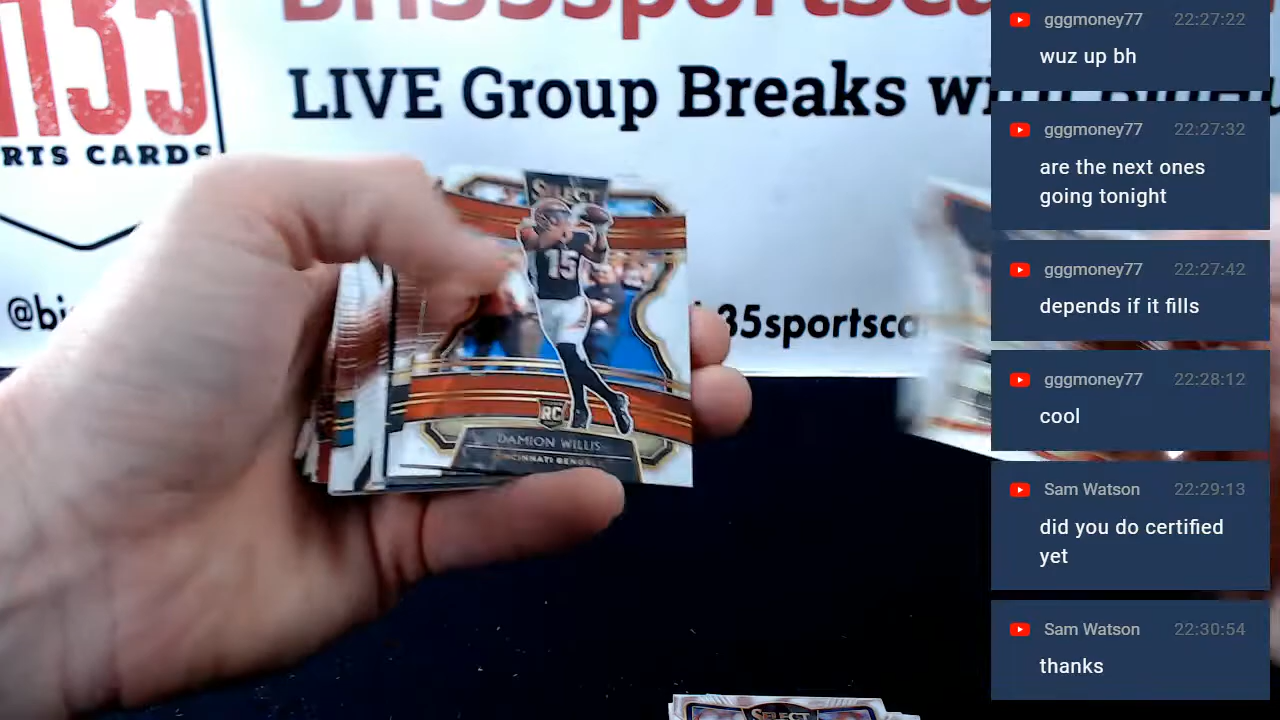 LIVE Group Breaks
RTS CARDS
SELECT
15
RC
DAMION WILLIS
CINCINNATI BENGALS
35sportsca
SELECT
gggmoney77 22:27:22
wuz up bh
gggmoney77 22:27:32
are the next ones
going tonight
gggmoney77 22:27:42
depends if it fills
gggmoney77 22:28:12
cool
Sam Watson 22:29:13
did you do certified
yet
Sam Watson 22:30:54
thanks